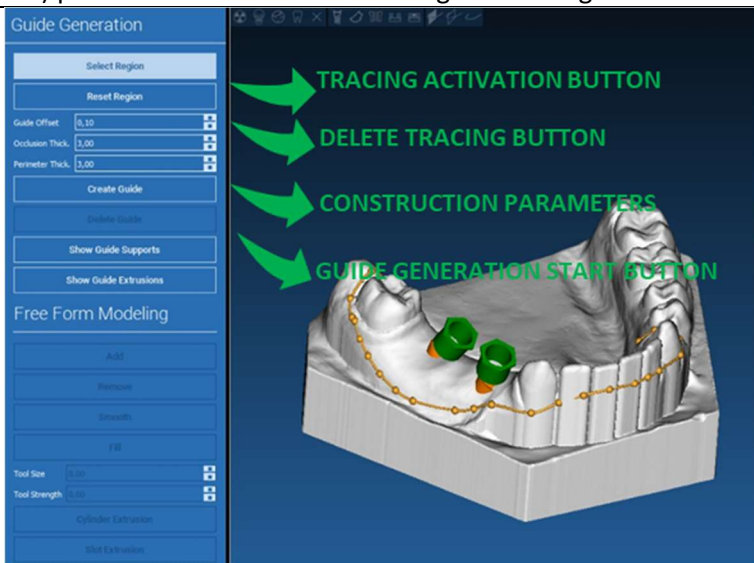 Guide Generation
Select Region
Reset Region
Guide Offset 0,10
Occlusion Thick. 3,00
Perimeter Thick. 3,00
Create Guide
Delete Guide
Show Guide Supports
Show Guide Extrusions
Free Form Modeling
Add
Remove
Smooth
Fill
Tool Size
Tool Strength
Cylinder Extrusion
Slot Extrusion
TRACING ACTIVATION BUTTON
DELETE TRACING BUTTON
CONSTRUCTION PARAMETERS
GUIDE GENERATION START BUTTON